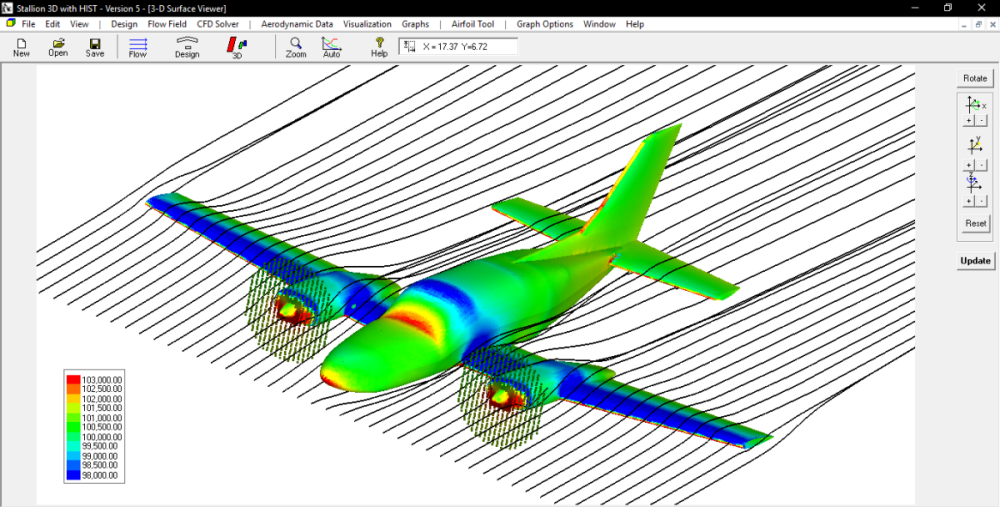 Stallion 3D with HIST - Version 5 - [3-D Surface Viewer]
File Edit | Design Flow Field CFD Solver | Aerodynamic Data Visualization Graphs | Airfoil Tool | Graph Options Window Help
New Open Save Flow Design 3D Zoom Auto Help X = 17.37 Y=6.72
Rotate
x
+ -
y
+ -
z
+ -
Reset
Update
103,000.00
102,500.00
102,000.00
101,500.00
101,000.00
100,500.00
100,000.00
99,500.00
99,000.00
98,500.00
98,000.00